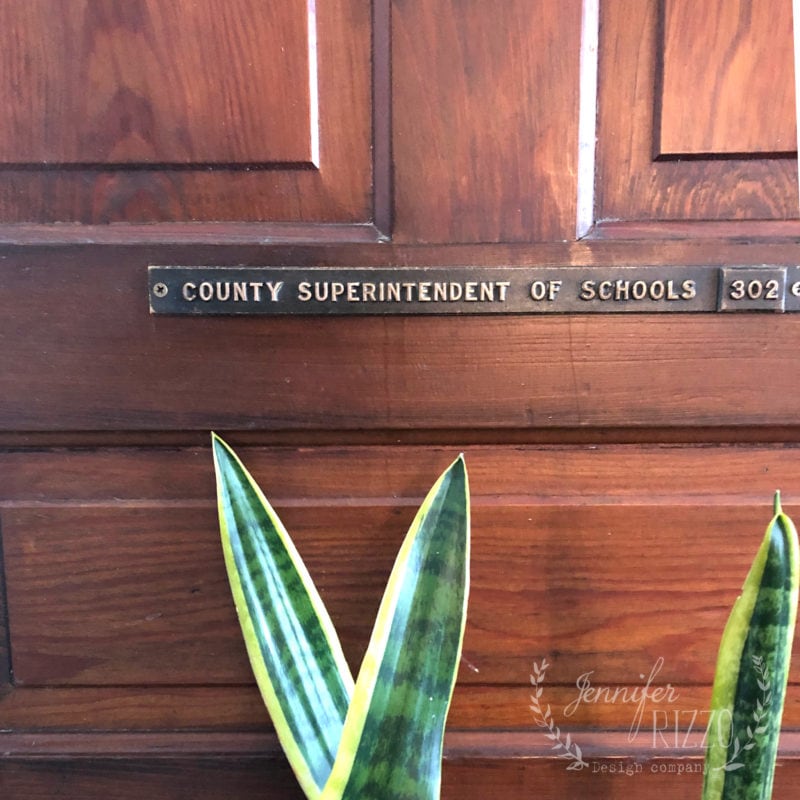 COUNTY SUPERINTENDENT OF SCHOOLS 302
Jennifer
RIZZO
Design company